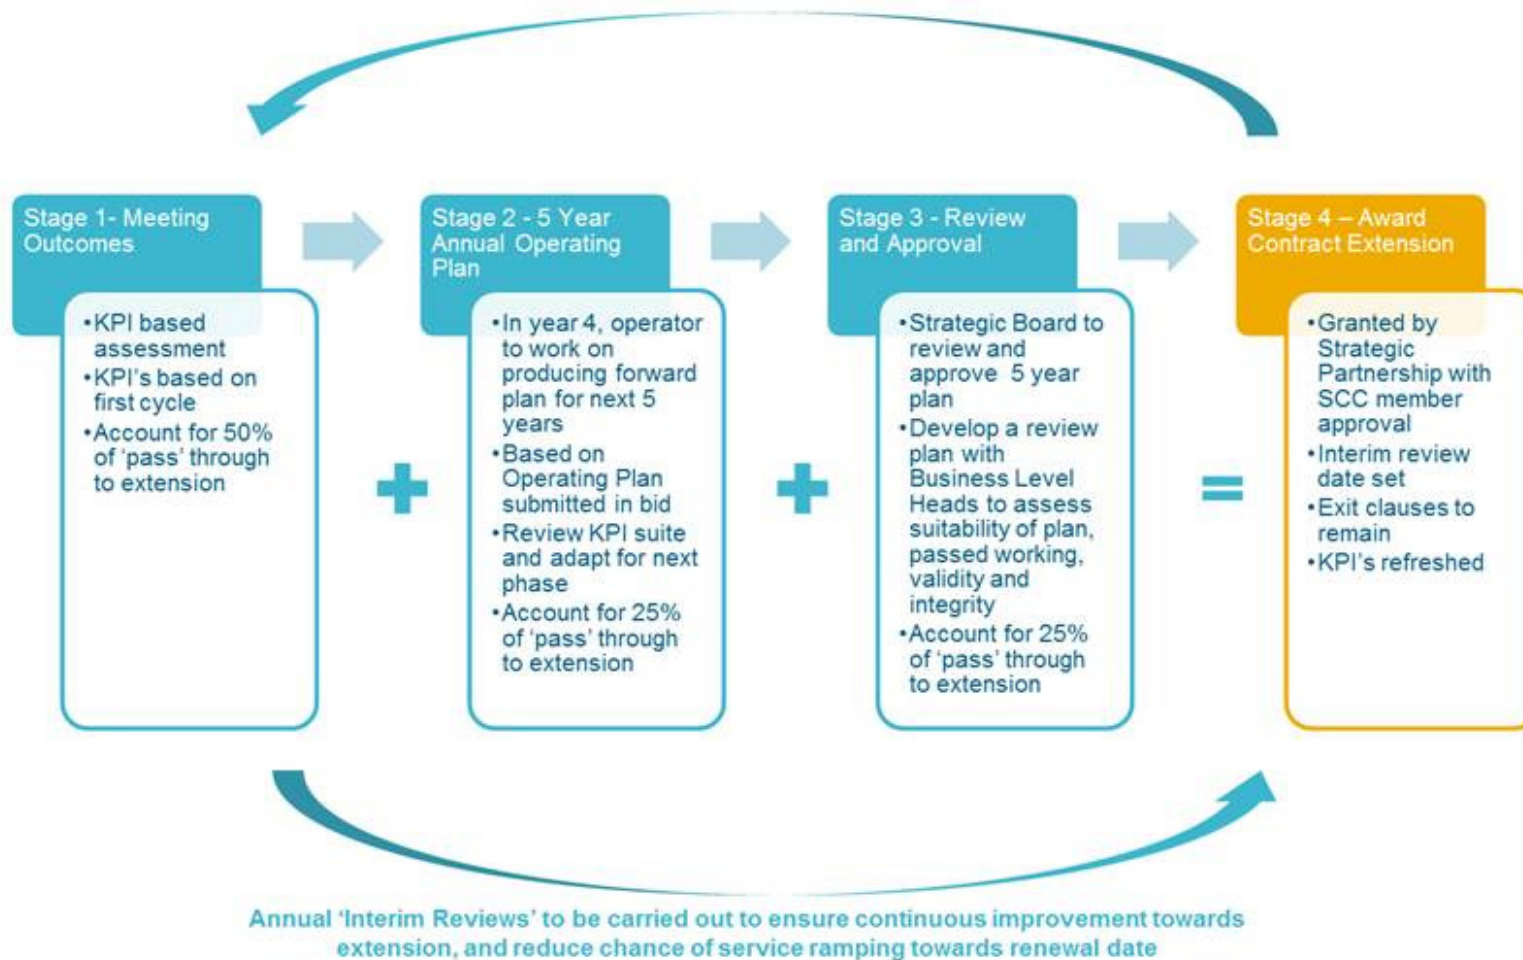 Stage 1- Meeting
Outcomes
•KPI based
assessment
•KPI's based on
first cycle
•Account for 50%
of ‘pass’ through
to extension
Stage 2 - 5 Year
Annual Operating
Plan
•In year 4, operator
to work on
producing forward
plan for next 5
years
•Based on
Operating Plan
submitted in bid
•Review KPI suite
and adapt for next
phase
•Account for 25%
of ‘pass’ through
to extension
Stage 3 - Review
and Approval
•Strategic Board to
review and
approve 5 year
plan
•Develop a review
plan with
Business Level
Heads to assess
suitability of plan,
passed working,
validity and
integrity
•Account for 25%
of ‘pass’ through
to extension
Stage 4 – Award
Contract Extension
•Granted by
Strategic
Partnership with
SCC member
approval
•Interim review
date set
•Exit clauses to
remain
•KPI's refreshed
Annual ‘Interim Reviews’ to be carried out to ensure continuous improvement towards
extension, and reduce chance of service ramping towards renewal date